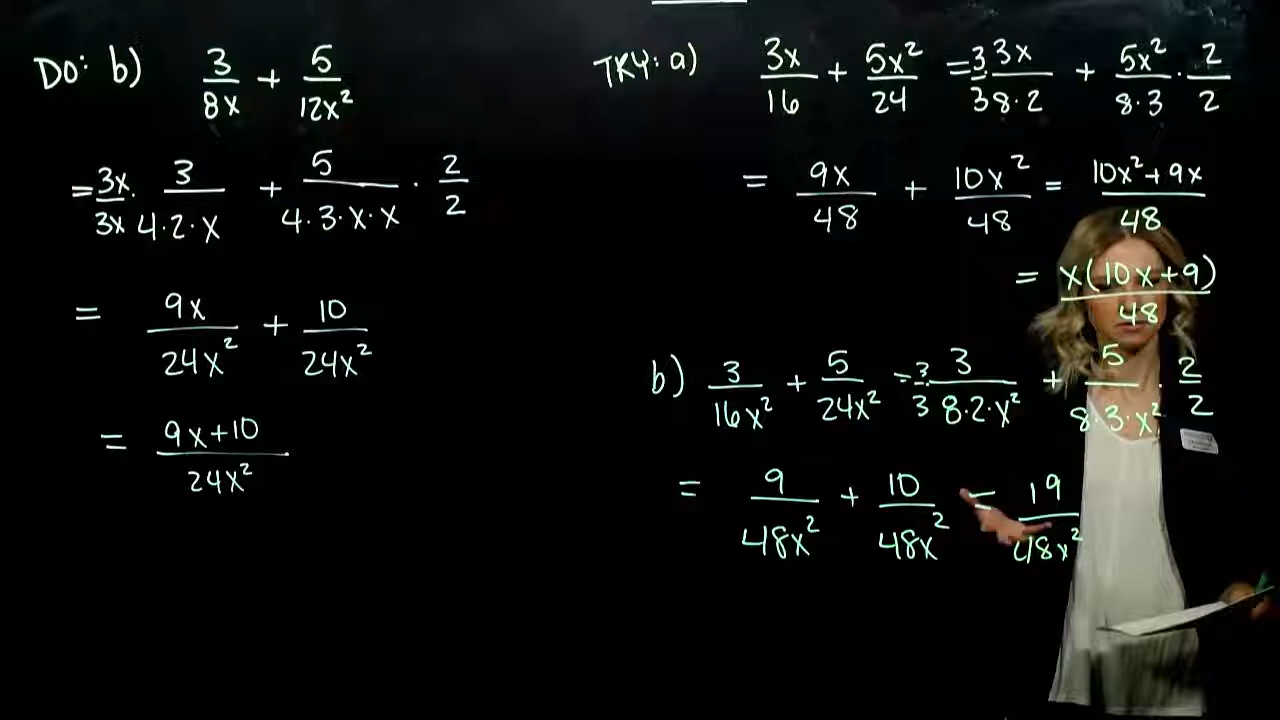 DO: b) 3/8x + 5/12x²
= 3x/3x · 3/(4·2·x) + 5/(4·3·x·x) · 2/2
= 9x/24x² + 10/24x²
= (9x+10)/24x²
TRY: a) 3x/16 + 5x²/24 = 3/3 3x/(8·2) + 5x²/(8·3) · 2/2
= 9x/48 + 10x²/48 = (10x²+9x)/48
= x(10x+9)/48
b) 3/16x² + 5/24x² = 3/3 · 3/(8·2·x²) + 5/(8·3·x²) · 2/2
= 9/48x² + 10/48x² = 19/48x²